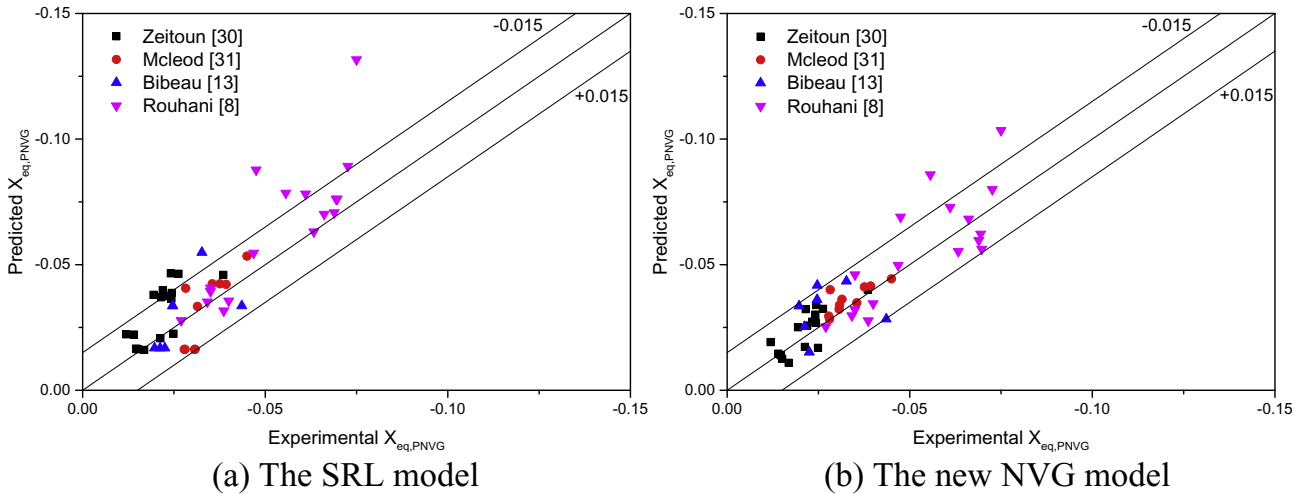 -0.15
-0.10
-0.05
0.00
Predicted X_eq,PNVG
Zeitoun [30]
Mcleod [31]
Bibeau [13]
Rouhani [8]
-0.015
+0.015
0.00 -0.05 -0.10 -0.15
Experimental X_eq,PNVG
(a) The SRL model
-0.15
-0.10
-0.05
0.00
Predicted X_eq,PNVG
Zeitoun [30]
Mcleod [31]
Bibeau [13]
Rouhani [8]
-0.015
+0.015
0.00 -0.05 -0.10 -0.15
Experimental X_eq,PNVG
(b) The new NVG model